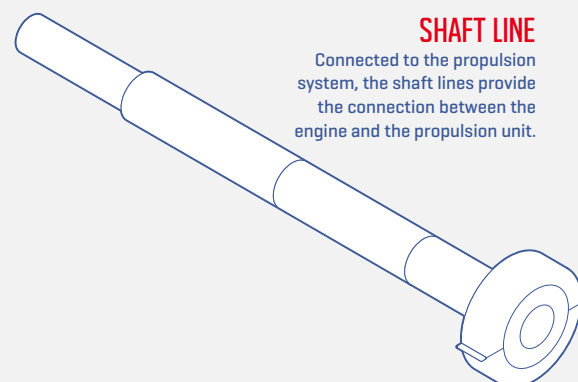 SHAFT LINE
Connected to the propulsion
system, the shaft lines provide
the connection between the
engine and the propulsion unit.